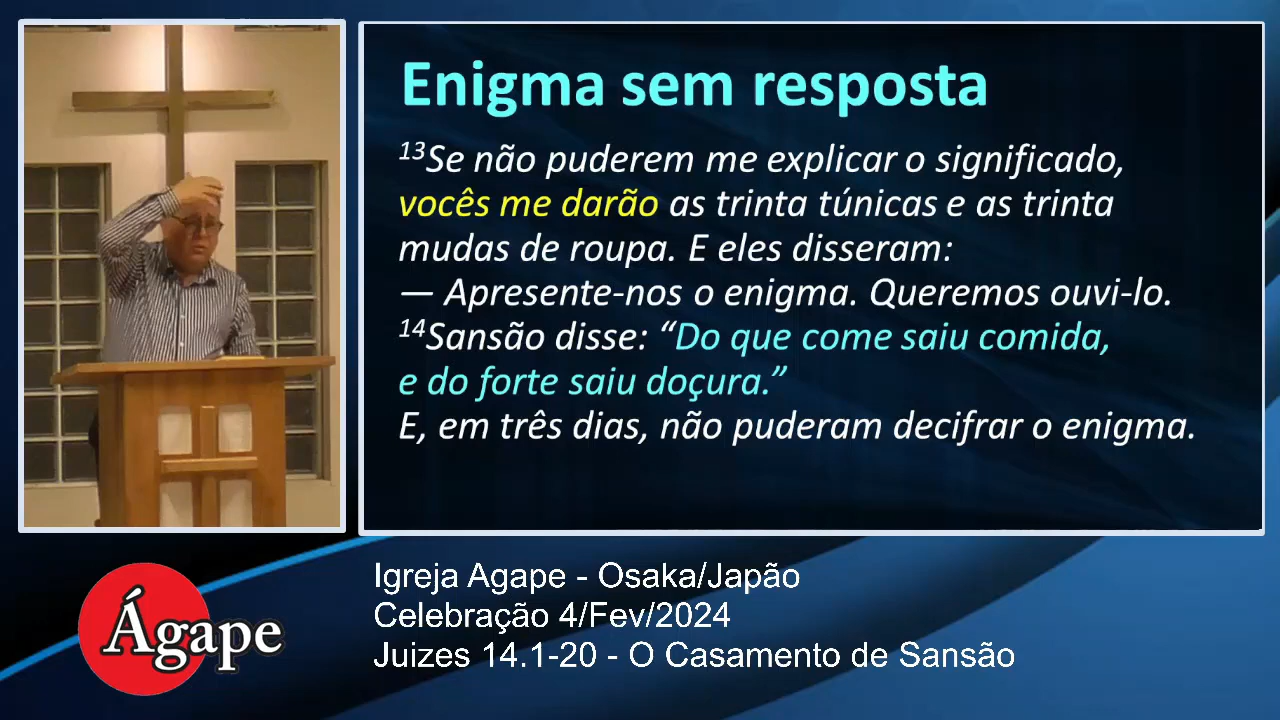 Enigma sem resposta
¹³Se não puderem me explicar o significado,
vocês me darão as trinta túnicas e as trinta
mudas de roupa. E eles disseram:
— Apresente-nos o enigma. Queremos ouvi-lo.
¹⁴Sansão disse: “Do que come saiu comida,
e do forte saiu doçura.”
E, em três dias, não puderam decifrar o enigma.
Ágape
Igreja Agape - Osaka/Japão
Celebração 4/Fev/2024
Juizes 14.1-20 - O Casamento de Sansão